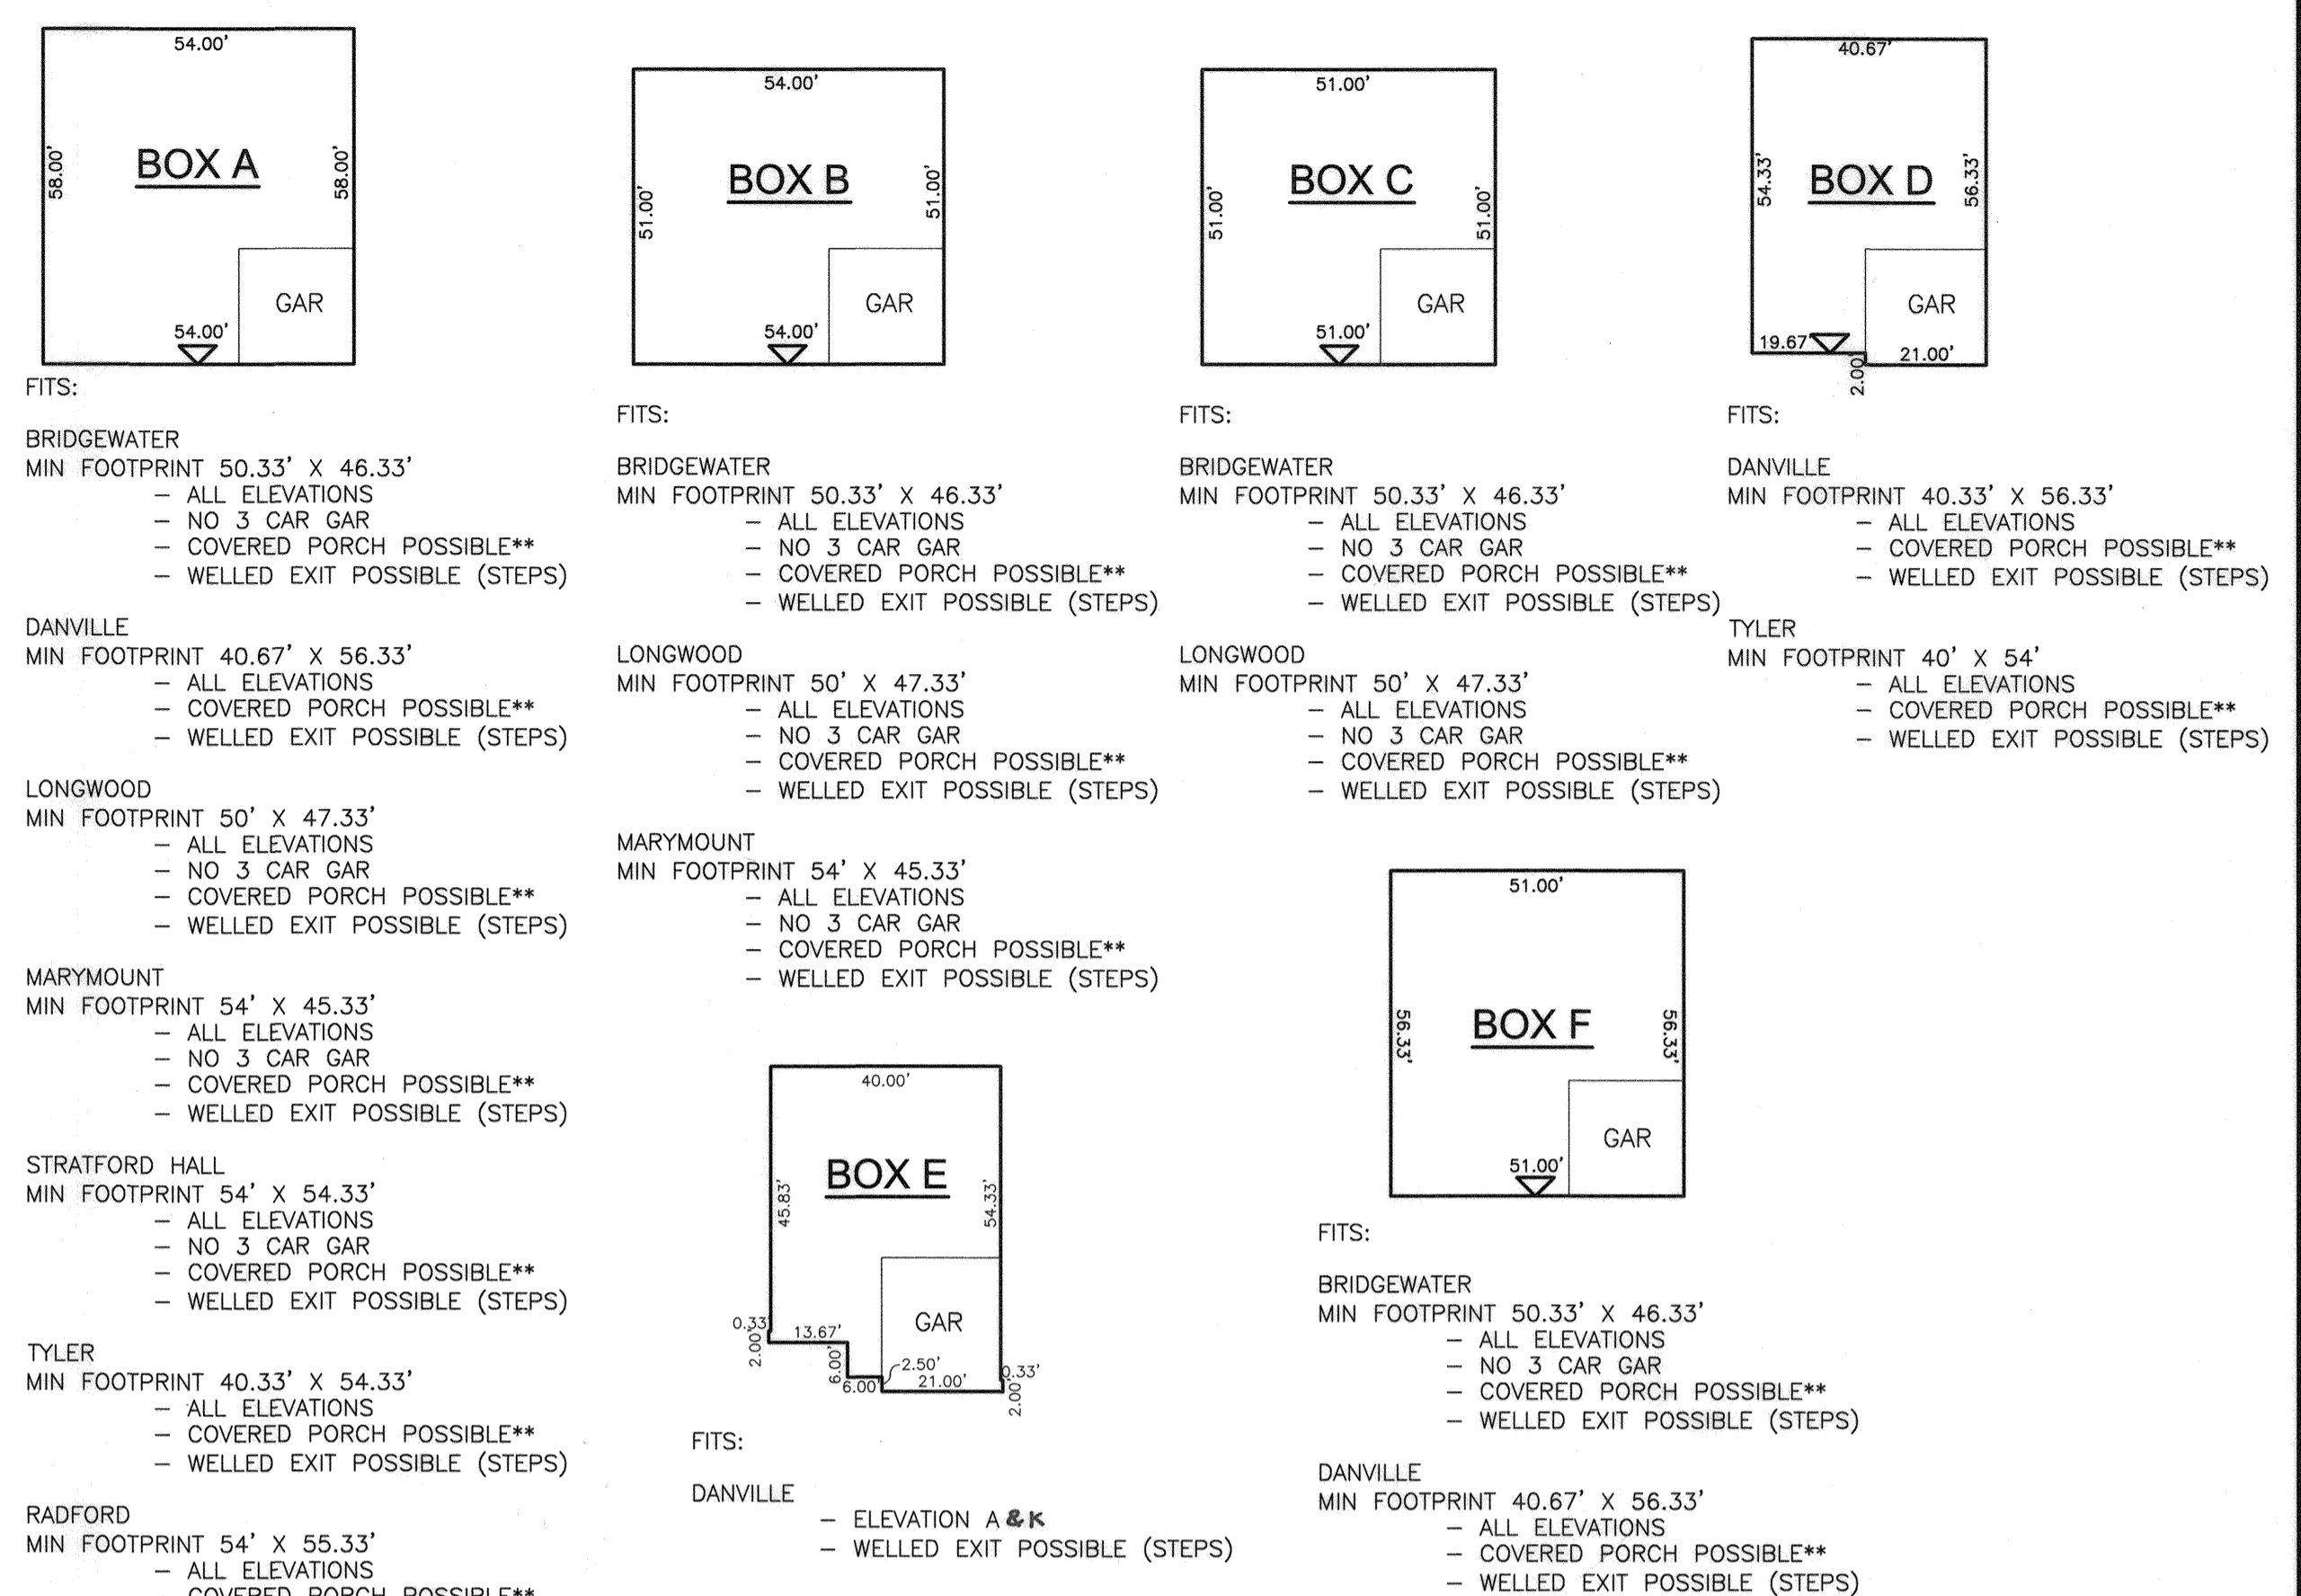 54.00'
58.00'
58.00'
BOX A
GAR
54.00'
FITS:
BRIDGEWATER
MIN FOOTPRINT 50.33' X 46.33'
– ALL ELEVATIONS
– NO 3 CAR GAR
– COVERED PORCH POSSIBLE**
– WELLED EXIT POSSIBLE (STEPS)
DANVILLE
MIN FOOTPRINT 40.67' X 56.33'
– ALL ELEVATIONS
– COVERED PORCH POSSIBLE**
– WELLED EXIT POSSIBLE (STEPS)
LONGWOOD
MIN FOOTPRINT 50' X 47.33'
– ALL ELEVATIONS
– NO 3 CAR GAR
– COVERED PORCH POSSIBLE**
– WELLED EXIT POSSIBLE (STEPS)
MARYMOUNT
MIN FOOTPRINT 54' X 45.33'
– ALL ELEVATIONS
– NO 3 CAR GAR
– COVERED PORCH POSSIBLE**
– WELLED EXIT POSSIBLE (STEPS)
STRATFORD HALL
MIN FOOTPRINT 54' X 54.33'
– ALL ELEVATIONS
– NO 3 CAR GAR
– COVERED PORCH POSSIBLE**
– WELLED EXIT POSSIBLE (STEPS)
TYLER
MIN FOOTPRINT 40.33' X 54.33'
– ALL ELEVATIONS
– COVERED PORCH POSSIBLE**
– WELLED EXIT POSSIBLE (STEPS)
RADFORD
MIN FOOTPRINT 54' X 55.33'
– ALL ELEVATIONS
– COVERED PORCH POSSIBLE**
54.00'
51.00'
51.00'
BOX B
GAR
54.00'
FITS:
BRIDGEWATER
MIN FOOTPRINT 50.33' X 46.33'
– ALL ELEVATIONS
– NO 3 CAR GAR
– COVERED PORCH POSSIBLE**
– WELLED EXIT POSSIBLE (STEPS)
LONGWOOD
MIN FOOTPRINT 50' X 47.33'
– ALL ELEVATIONS
– NO 3 CAR GAR
– COVERED PORCH POSSIBLE**
– WELLED EXIT POSSIBLE (STEPS)
MARYMOUNT
MIN FOOTPRINT 54' X 45.33'
– ALL ELEVATIONS
– NO 3 CAR GAR
– COVERED PORCH POSSIBLE**
– WELLED EXIT POSSIBLE (STEPS)
40.00'
45.83'
54.33'
BOX E
GAR
0.33'
2.00'
13.67'
6.00'
6.00'
2.50'
21.00'
0.33'
2.00'
FITS:
DANVILLE
– ELEVATION A & K
– WELLED EXIT POSSIBLE (STEPS)
51.00'
51.00'
51.00'
BOX C
GAR
51.00'
FITS:
BRIDGEWATER
MIN FOOTPRINT 50.33' X 46.33'
– ALL ELEVATIONS
– NO 3 CAR GAR
– COVERED PORCH POSSIBLE**
– WELLED EXIT POSSIBLE (STEPS)
LONGWOOD
MIN FOOTPRINT 50' X 47.33'
– ALL ELEVATIONS
– NO 3 CAR GAR
– COVERED PORCH POSSIBLE**
– WELLED EXIT POSSIBLE (STEPS)
40.67'
54.33'
56.33'
BOX D
GAR
19.67'
2.00'
21.00'
FITS:
DANVILLE
MIN FOOTPRINT 40.33' X 56.33'
– ALL ELEVATIONS
– COVERED PORCH POSSIBLE**
– WELLED EXIT POSSIBLE (STEPS)
TYLER
MIN FOOTPRINT 40' X 54'
– ALL ELEVATIONS
– COVERED PORCH POSSIBLE**
– WELLED EXIT POSSIBLE (STEPS)
51.00'
56.33'
56.33'
BOX F
GAR
51.00'
FITS:
BRIDGEWATER
MIN FOOTPRINT 50.33' X 46.33'
– ALL ELEVATIONS
– NO 3 CAR GAR
– COVERED PORCH POSSIBLE**
– WELLED EXIT POSSIBLE (STEPS)
DANVILLE
MIN FOOTPRINT 40.67' X 56.33'
– ALL ELEVATIONS
– COVERED PORCH POSSIBLE**
– WELLED EXIT POSSIBLE (STEPS)